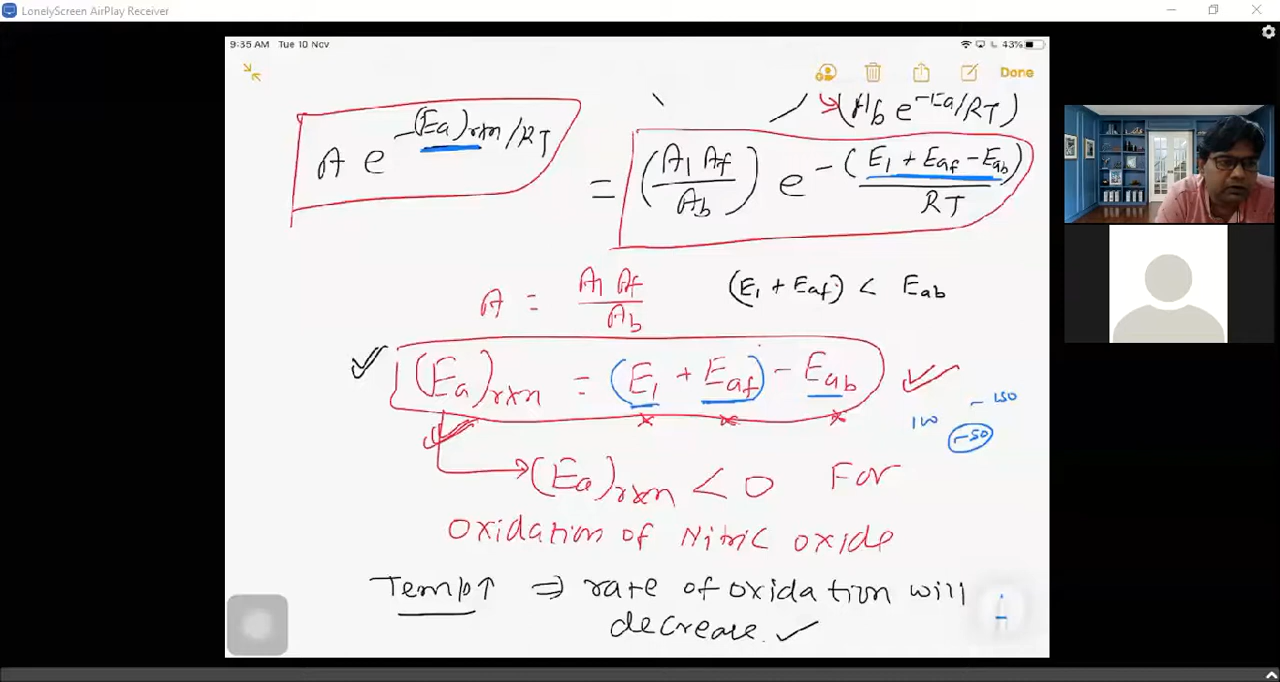 LonelyScreen AirPlay Receiver
9:35 AM Tue 10 Nov
43%
Done
(Ab e^-Ea/RT)
A e^-(Ea)rxn/RT = (A1 Af / Ab) e^-(E1 + Eaf - Eab) / RT
A = A1 Af / Ab
(E1 + Eaf) < Eab
(Ea)rxn = (E1 + Eaf) - Eab
100 - 150
-50
(Ea)rxn < 0 For
Oxidation of Nitric oxide
Temp↑ ⇒ rate of oxidation will
decrease.